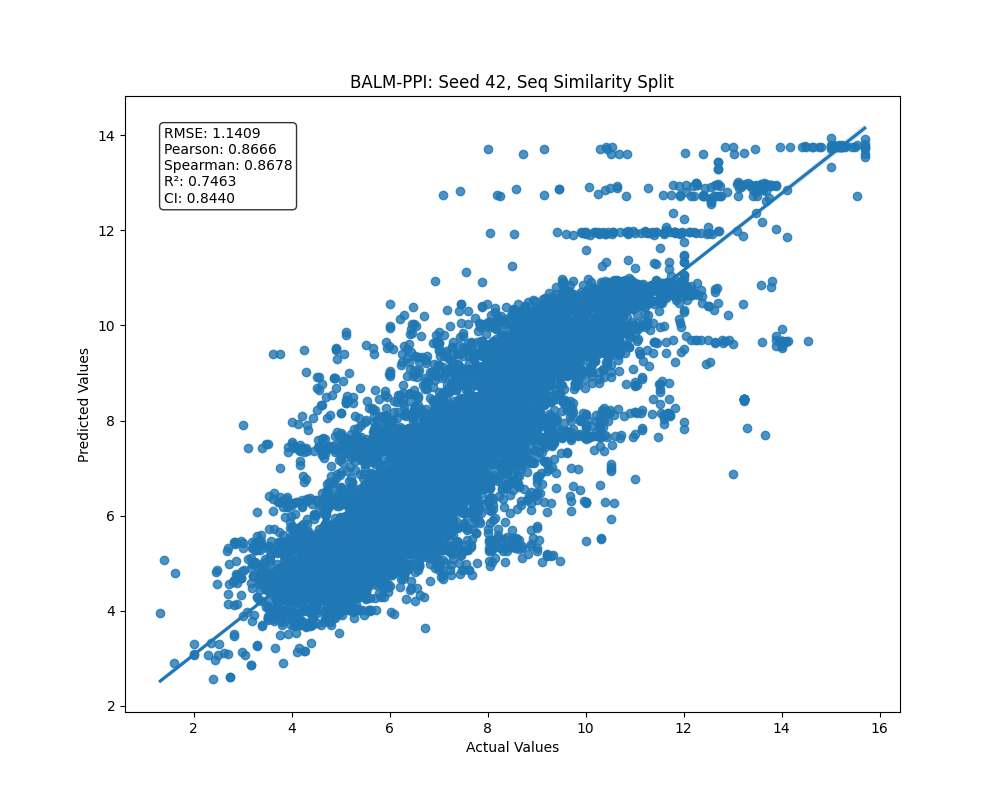 BALM-PPI: Seed 42, Seq Similarity Split
RMSE: 1.1409
Pearson: 0.8666
Spearman: 0.8678
R²: 0.7463
CI: 0.8440
14
12
10
8
6
4
2
Predicted Values
2 4 6 8 10 12 14 16
Actual Values